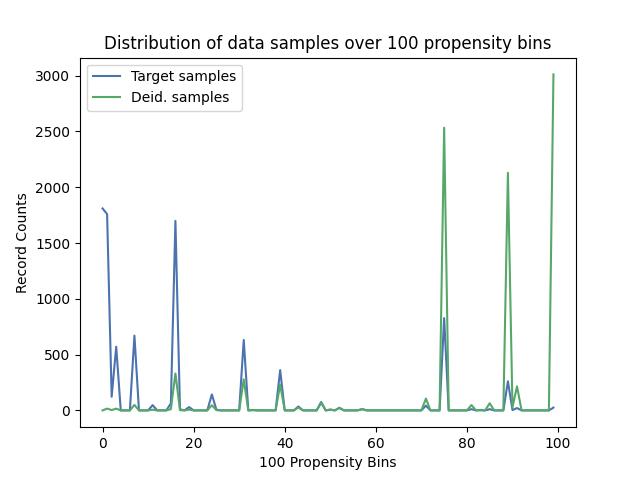 Distribution of data samples over 100 propensity bins
Target samples
Deid. samples
3000
2500
2000
1500
1000
500
0
Record Counts
0 20 40 60 80 100
100 Propensity Bins